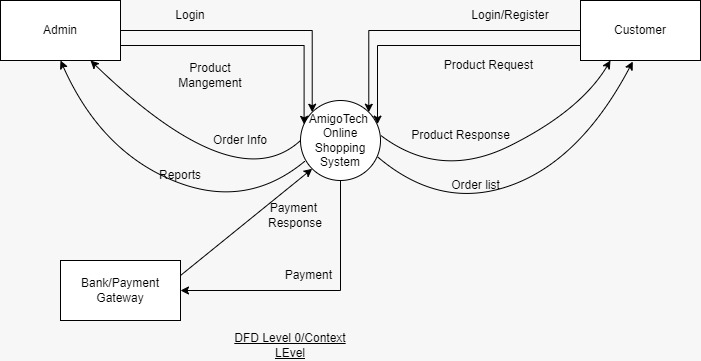 Login
Login/Register
Admin
Customer
Product
Mangement
Product Request
AmigoTech
Online
Shopping
System
Order Info
Product Response
Reports
Order list
Payment
Response
Bank/Payment
Gateway
Payment
DFD Level 0/Context
LEvel